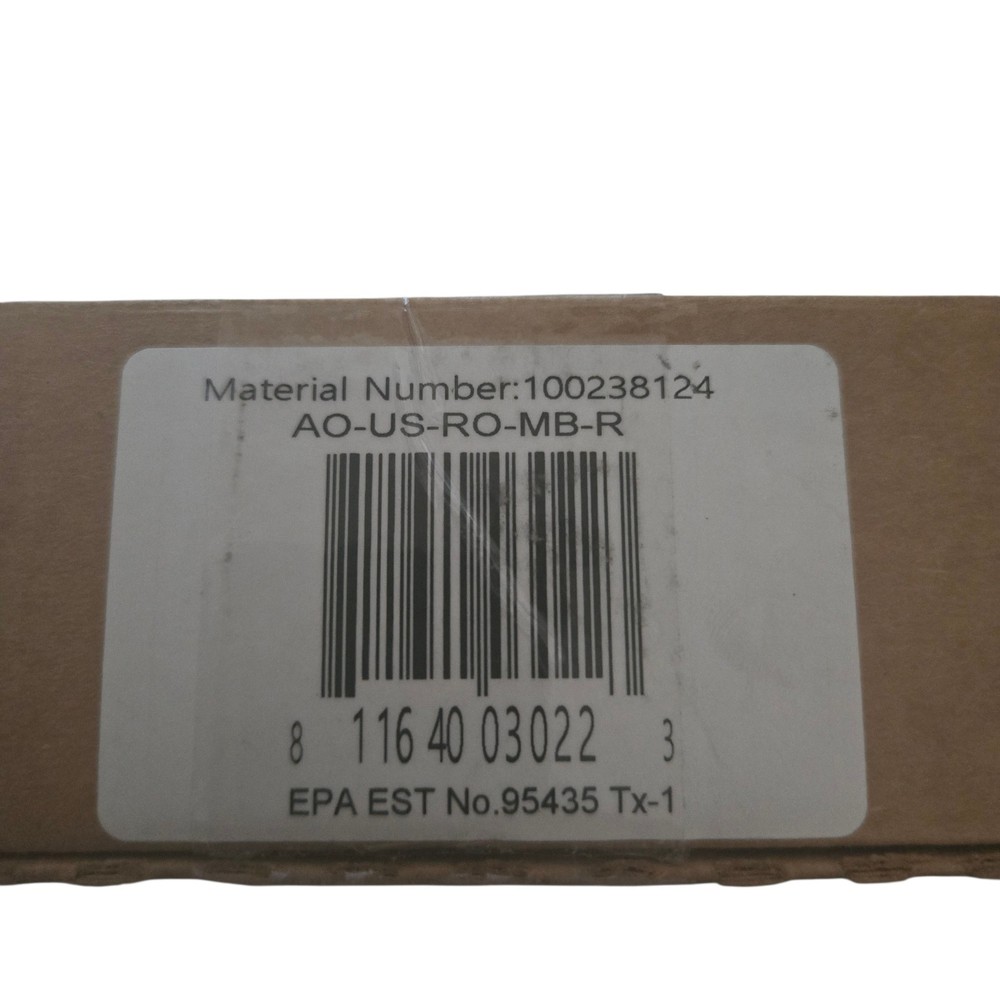 Material Number:100238124
AO-US-RO-MB-R
8 116 40 03022 3
EPA EST No.95435 Tx-1